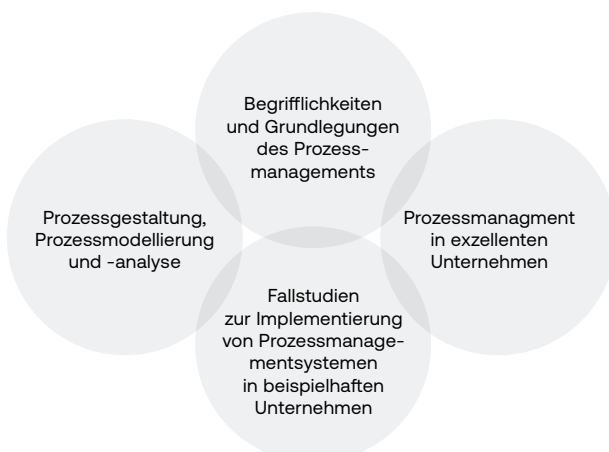 Begrifflichkeiten
und Grundlegungen
des Prozess-
managements
Prozessgestaltung,
Prozessmodellierung
und -analyse
Prozessmanagment
in exzellenten
Unternehmen
Fallstudien
zur Implementierung
von Prozessmanage-
mentsystemen
in beispielhaften
Unternehmen